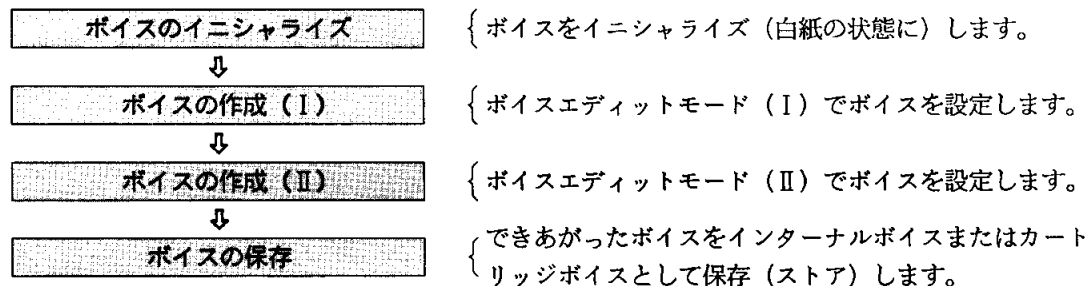 ボイスのイニシャライズ
ボイスをイニシャライズ（白紙の状態に）します。
ボイスの作成（Ⅰ）
ボイスエディットモード（Ⅰ）でボイスを設定します。
ボイスの作成（Ⅱ）
ボイスエディットモード（Ⅱ）でボイスを設定します。
ボイスの保存
できあがったボイスをインターナルボイスまたはカート
リッジボイスとして保存（ストア）します。